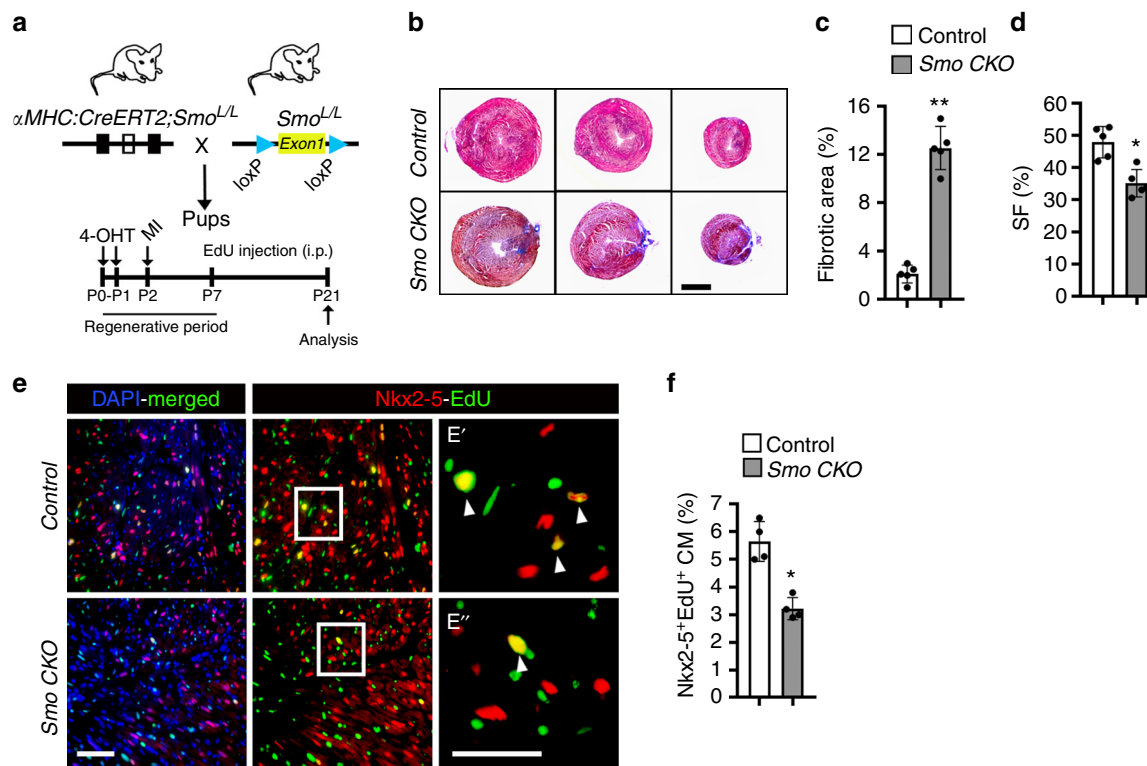 a
αMHC:CreERT2;Smo^L/L
Smo^L/L
X
Exon1
loxP
loxP
Pups
4-OHT
MI
EdU injection (i.p.)
P0-P1
P2
P7
P21
Regenerative period
Analysis
b
Control
Smo CKO
c
Control
Smo CKO
Fibrotic area (%)
16
12
8
4
0
**
d
SF (%)
60
50
40
30
20
10
0
*
e
DAPI-merged
Nkx2-5-EdU
Control
E′
Smo CKO
E″
f
Control
Smo CKO
Nkx2-5⁺EdU⁺ CM (%)
7
6
5
4
3
2
1
0
*